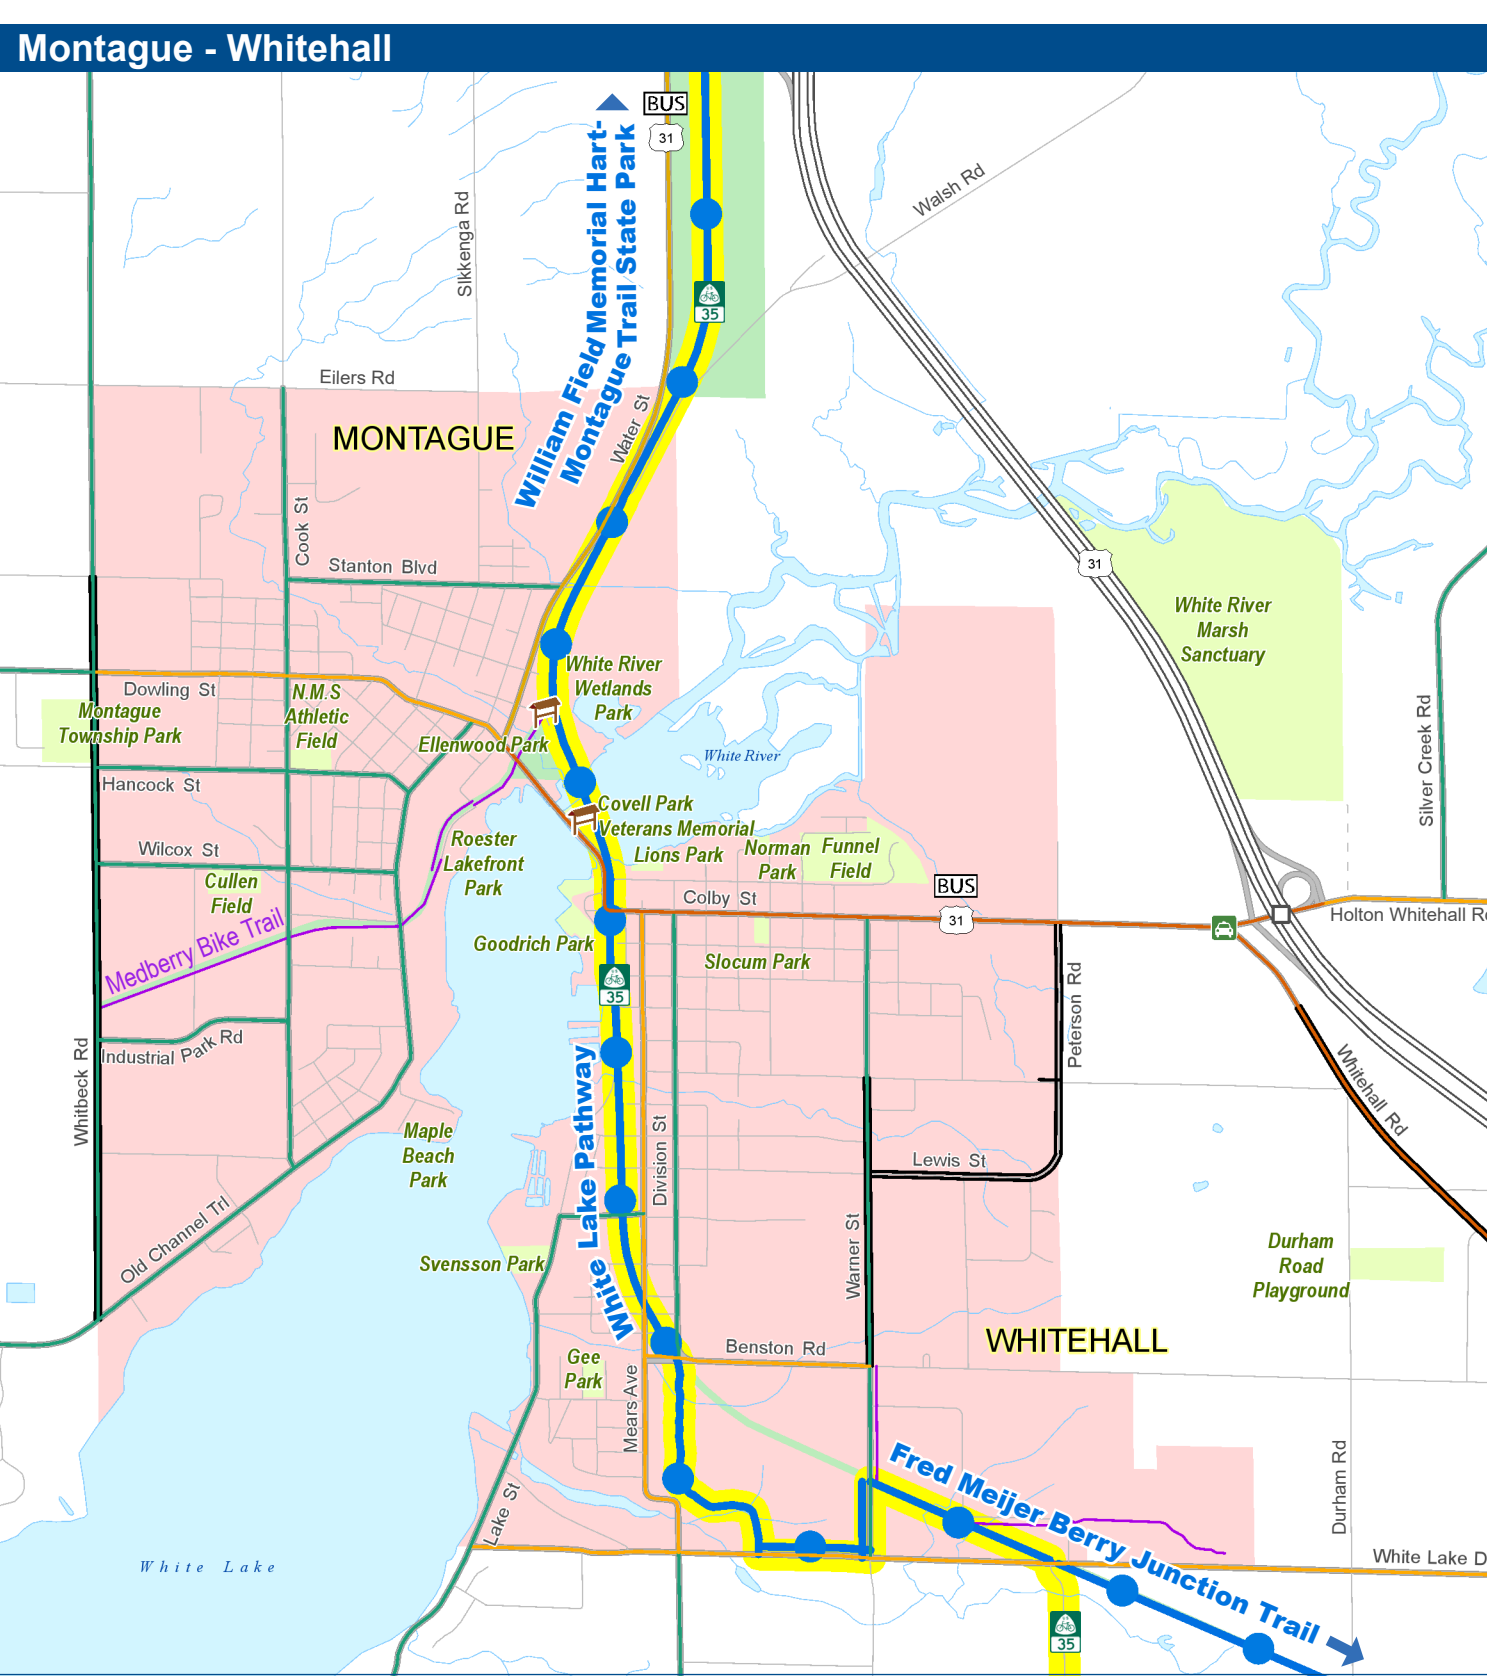 Montague - Whitehall
BUS
31
William Field Memorial Hart-
Montague Trail State Park
Walsh Rd
Sikkenga Rd
35
Eilers Rd
MONTAGUE
Water St
Cook St
Stanton Blvd
31
White River
Marsh
Sanctuary
White River
Wetlands
Park
Dowling St
N.M.S
Athletic
Field
Montague
Township Park
Ellenwood Park
White River
Silver Creek Rd
Hancock St
Covell Park
Veterans Memorial
Lions Park
Norman
Park
Funnel
Field
Roester
Lakefront
Park
Wilcox St
Cullen
Field
BUS
31
Colby St
Holton Whitehall R
Medberry Bike Trail
Goodrich Park
Slocum Park
35
Peterson Rd
Industrial Park Rd
Whitbeck Rd
White Lake Pathway
Whitehall Rd
Maple
Beach
Park
Division St
Lewis St
Old Channel Trl
Warner St
Svensson Park
Durham
Road
Playground
WHITEHALL
Benston Rd
Gee
Park
Mears Ave
Fred Meijer Berry Junction Trail
Durham Rd
Lake St
White Lake
White Lake D
35